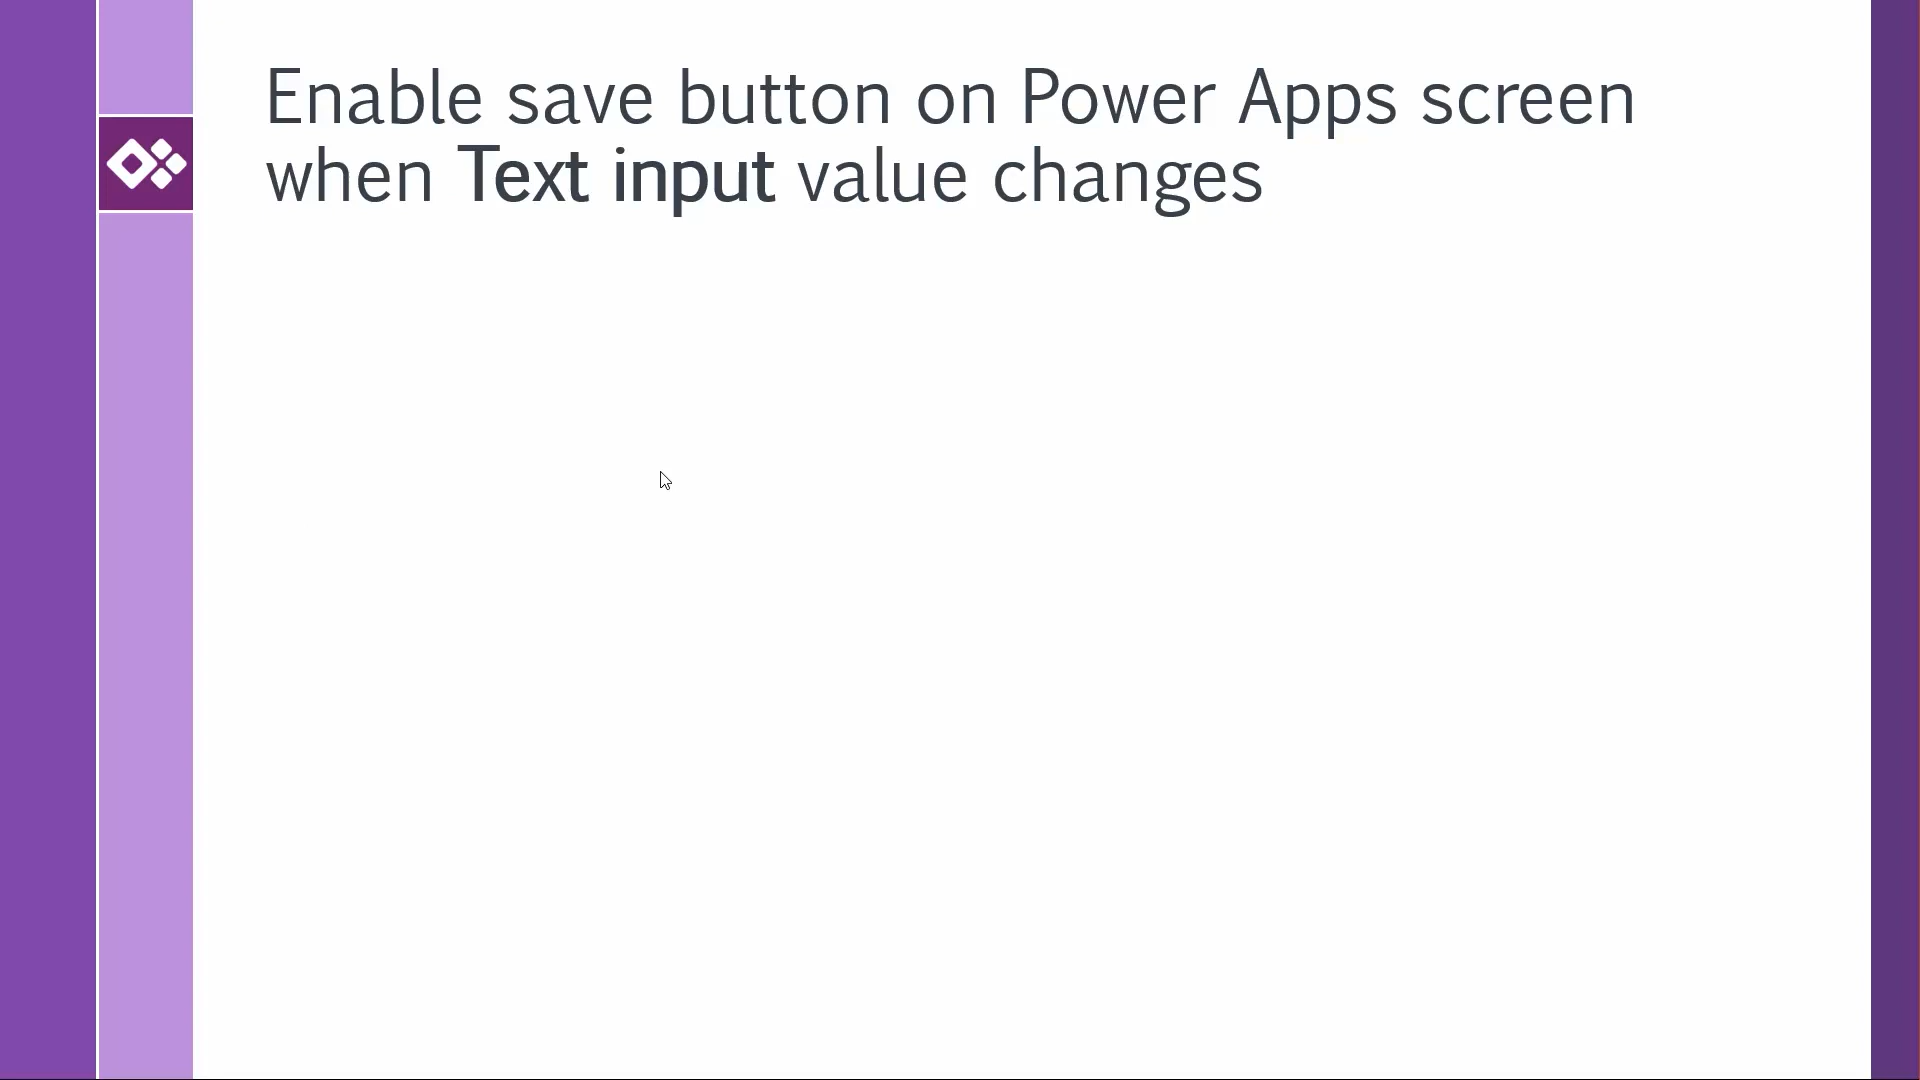 Enable save button on Power Apps screen
when Text input value changes